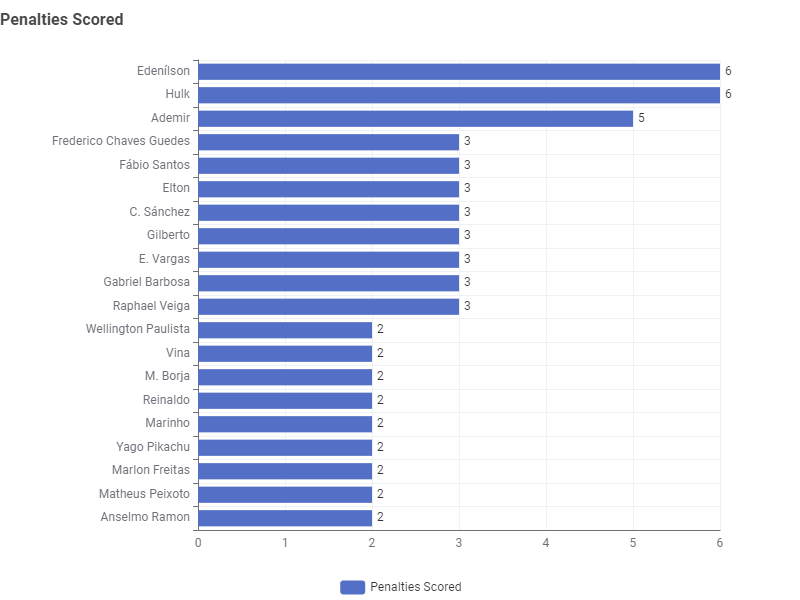 Penalties Scored
Edenílson 6
Hulk 6
Ademir 5
Frederico Chaves Guedes 3
Fábio Santos 3
Elton 3
C. Sánchez 3
Gilberto 3
E. Vargas 3
Gabriel Barbosa 3
Raphael Veiga 3
Wellington Paulista 2
Vina 2
M. Borja 2
Reinaldo 2
Marinho 2
Yago Pikachu 2
Marlon Freitas 2
Matheus Peixoto 2
Anselmo Ramon 2
0 1 2 3 4 5 6
Penalties Scored